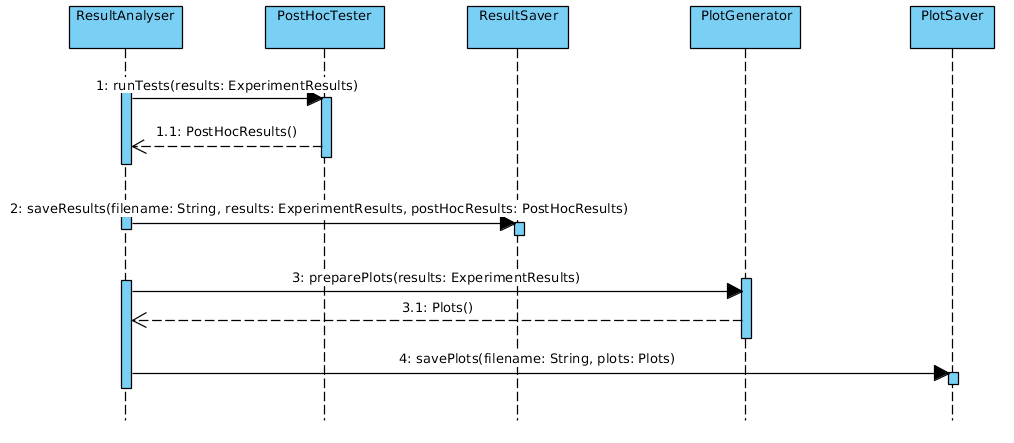 ResultAnalyser
PostHocTester
ResultSaver
PlotGenerator
PlotSaver
1: runTests(results: ExperimentResults)
1.1: PostHocResults()
2: saveResults(filename: String, results: ExperimentResults, postHocResults: PostHocResults)
3: preparePlots(results: ExperimentResults)
3.1: Plots()
4: savePlots(filename: String, plots: Plots)